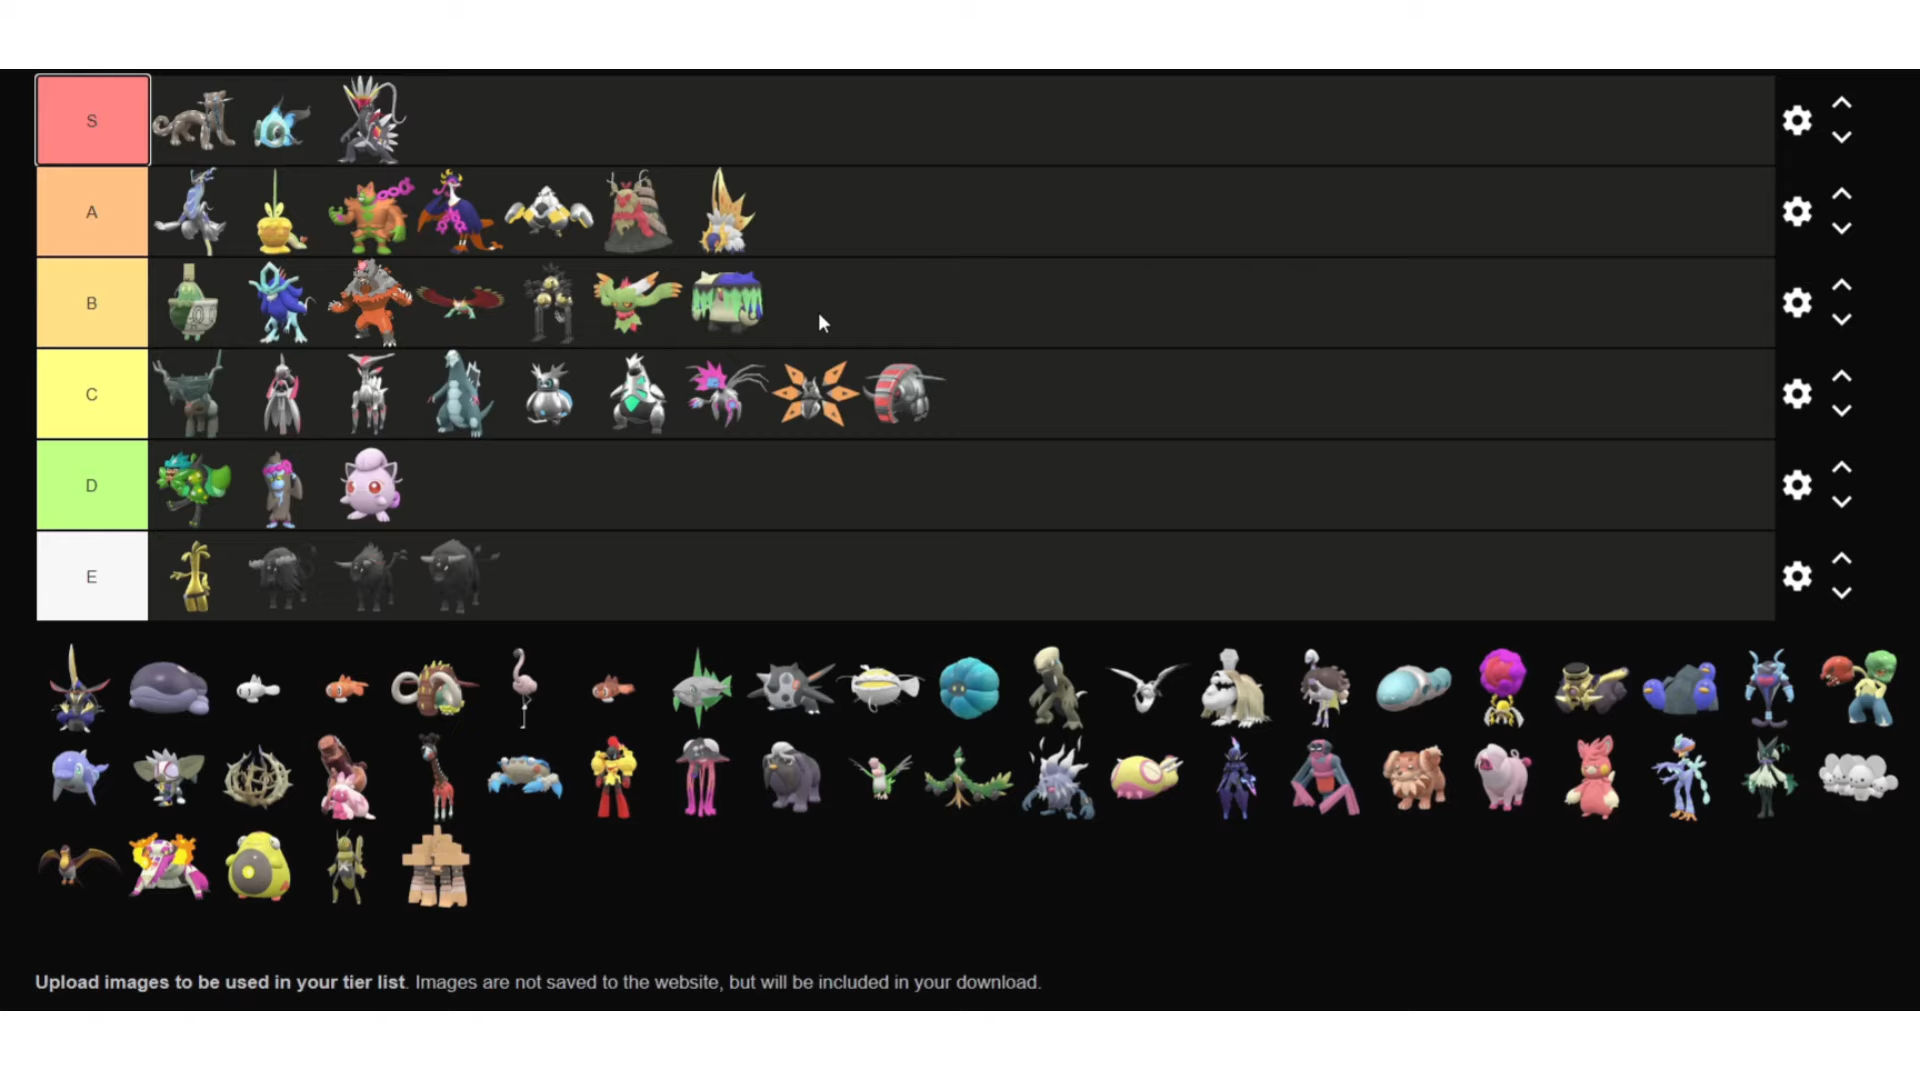 S
A
B
C
D
E
Upload images to be used in your tier list. Images are not saved to the website, but will be included in your download.